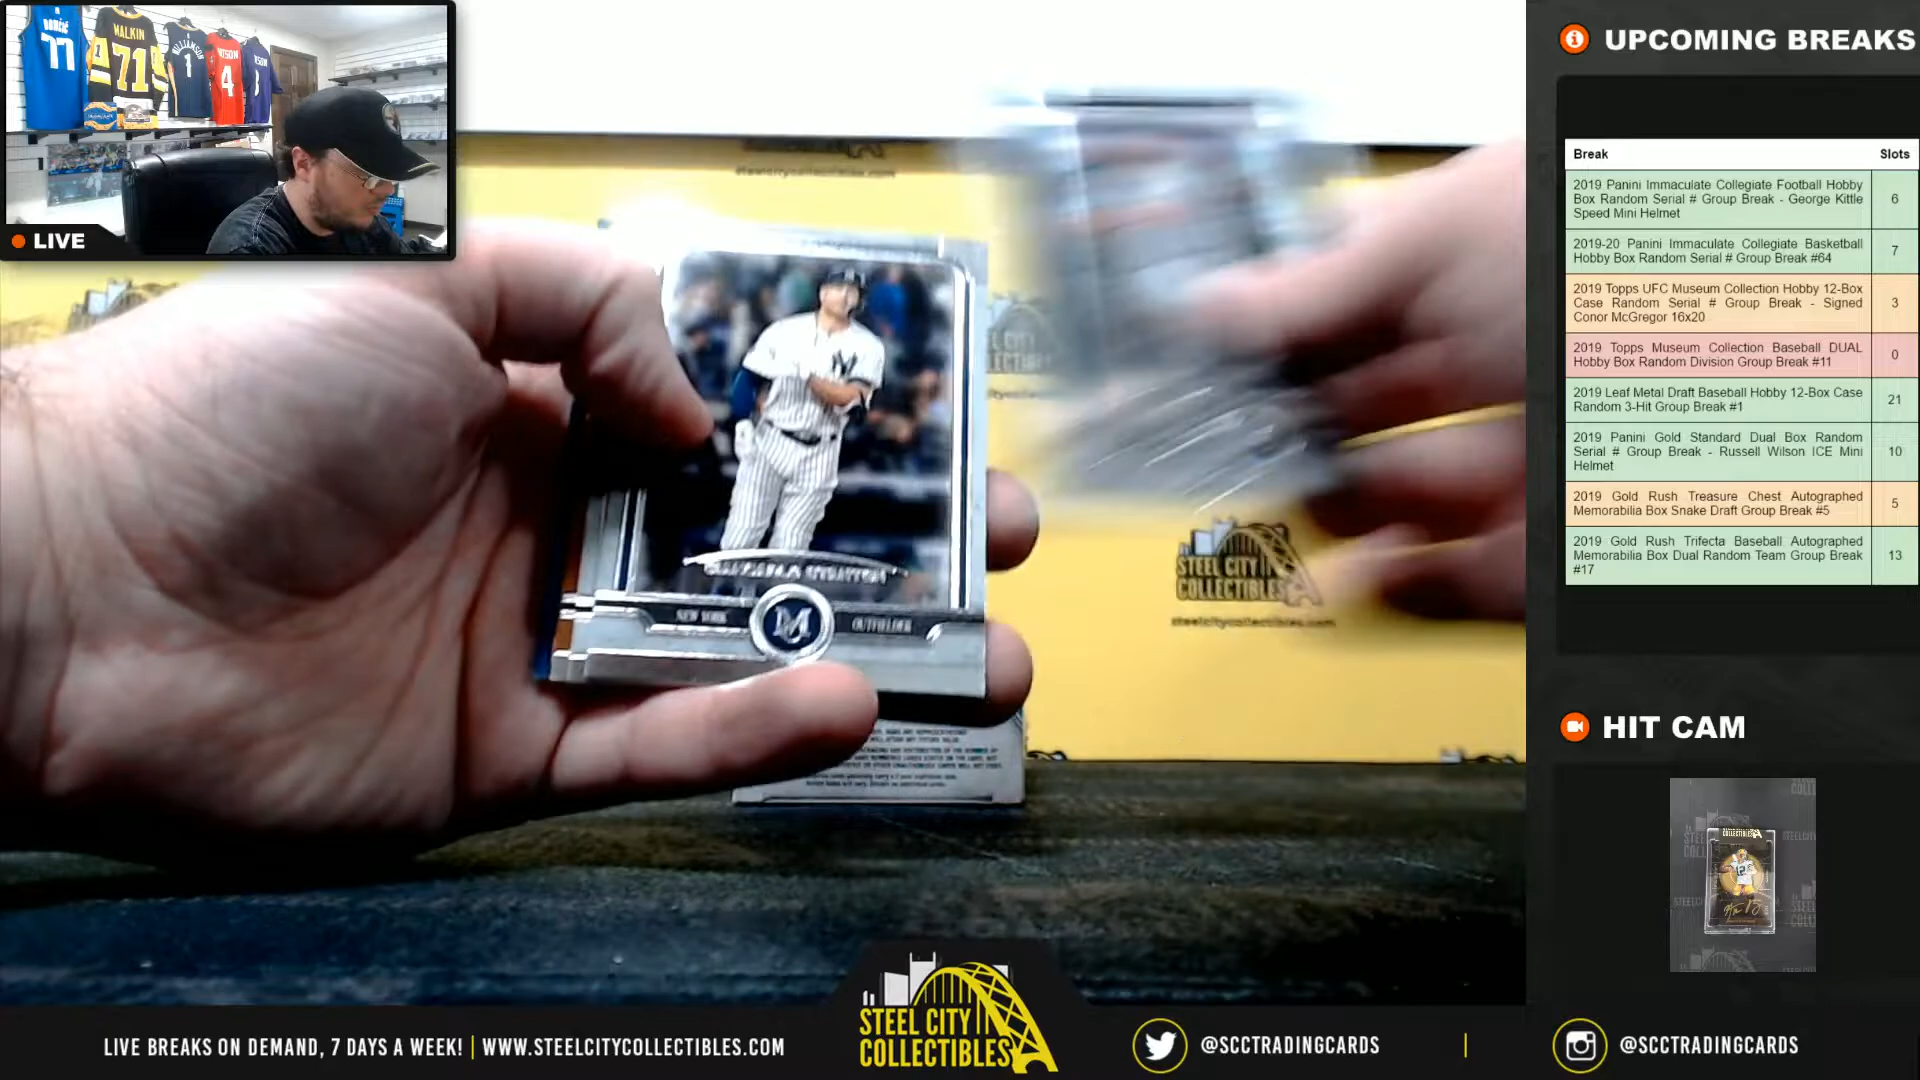 77
MALKIN
71
WILLIAMSON
1
4
LIVE
steelcitycollectibles.com
NEW YORK
OUTFIELDER
STEEL CITY
COLLECTIBLES
steelcitycollectibles.com
UPCOMING BREAKS
Break Slots
2019 Panini Immaculate Collegiate Football Hobby
Box Random Serial # Group Break - George Kittle
Speed Mini Helmet
6
2019-20 Panini Immaculate Collegiate Basketball
Hobby Box Random Serial # Group Break #64
7
2019 Topps UFC Museum Collection Hobby 12-Box
Case Random Serial # Group Break - Signed
Conor McGregor 16x20
3
2019 Topps Museum Collection Baseball DUAL
Hobby Box Random Division Group Break #11
0
2019 Leaf Metal Draft Baseball Hobby 12-Box Case
Random 3-Hit Group Break #1
21
2019 Panini Gold Standard Dual Box Random
Serial # Group Break - Russell Wilson ICE Mini
Helmet
10
2019 Gold Rush Treasure Chest Autographed
Memorabilia Box Snake Draft Group Break #5
5
2019 Gold Rush Trifecta Baseball Autographed
Memorabilia Box Dual Random Team Group Break
#17
13
HIT CAM
12
LIVE BREAKS ON DEMAND, 7 DAYS A WEEK! | WWW.STEELCITYCOLLECTIBLES.COM
STEEL CITY
COLLECTIBLES
@SCCTRADINGCARDS
@SCCTRADINGCARDS